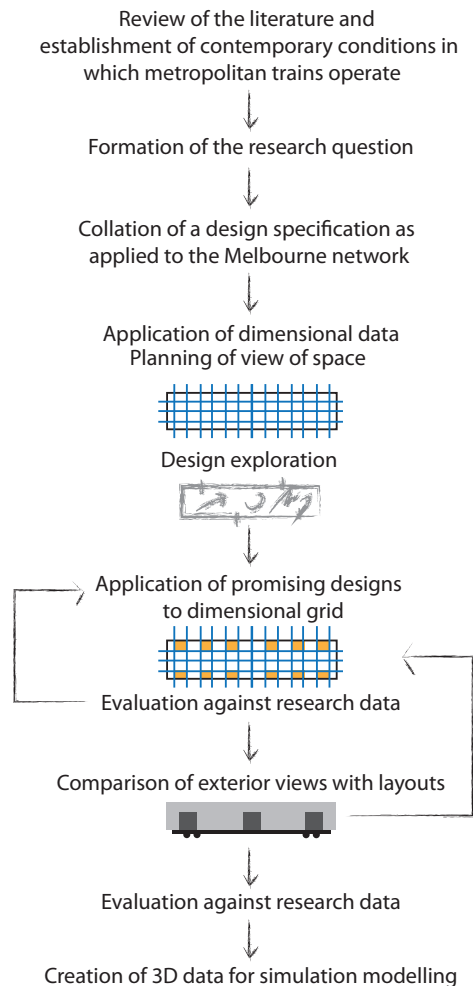 Review of the literature and
establishment of contemporary conditions in
which metropolitan trains operate
Formation of the research question
Collation of a design specification as
applied to the Melbourne network
Application of dimensional data
Planning of view of space
Design exploration
Application of promising designs
to dimensional grid
Evaluation against research data
Comparison of exterior views with layouts
Evaluation against research data
Creation of 3D data for simulation modelling